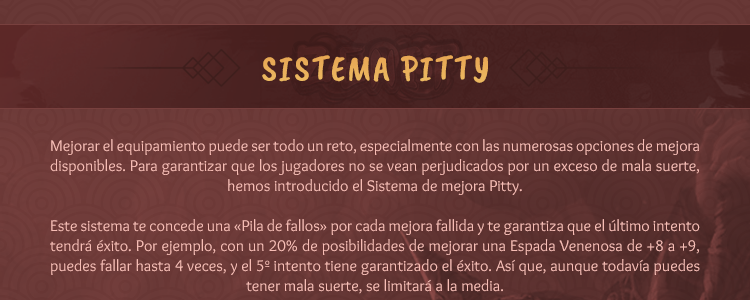 SISTEMA PITTY
Mejorar el equipamiento puede ser todo un reto, especialmente con las numerosas opciones de mejora
disponibles. Para garantizar que los jugadores no se vean perjudicados por un exceso de mala suerte,
hemos introducido el Sistema de mejora Pitty.
Este sistema te concede una «Pila de fallos» por cada mejora fallida y te garantiza que el último intento
tendrá éxito. Por ejemplo, con un 20% de posibilidades de mejorar una Espada Venenosa de +8 a +9,
puedes fallar hasta 4 veces, y el 5º intento tiene garantizado el éxito. Así que, aunque todavía puedes
tener mala suerte, se limitará a la media.